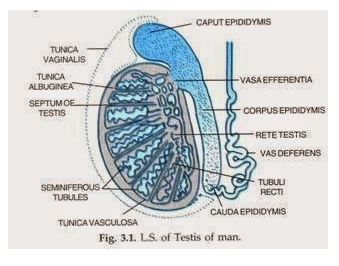 CAPUT EPIDIDYMIS
TUNICA
VAGINALIS
TUNICA
ALBUGINEA
VASA EFFERENTIA
SEPTUM OF
TESTIS
CORPUS EPIDIDYMIS
RETE TESTIS
VAS DEFERENS
SEMINIFEROUS
TUBULES
TUBULI
RECTI
CAUDA EPIDIDYMIS
TUNICA VASCULOSA
Fig. 3.1. L.S. of Testis of man.